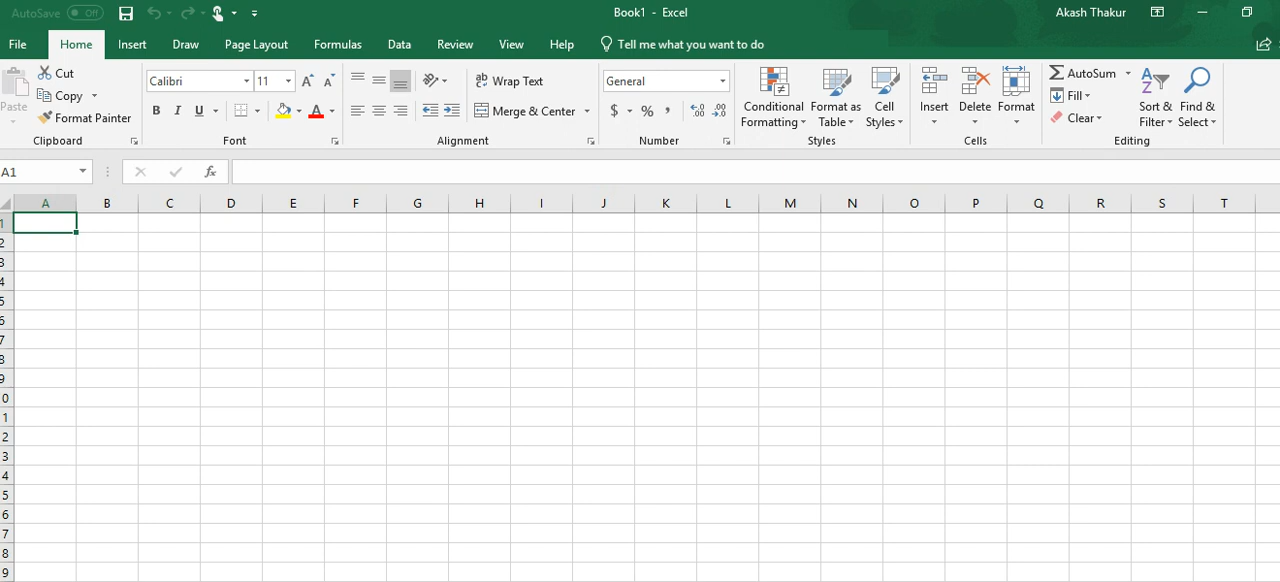 AutoSave Off Book1 - Excel Akash Thakur
File Home Insert Draw Page Layout Formulas Data Review View Help Tell me what you want to do
Paste Cut Copy Format Painter Clipboard
Calibri 11 B I U A Font
Wrap Text Merge & Center Alignment
General $ % , Number
Conditional Formatting Format as Table Cell Styles Styles
Insert Delete Format Cells
AutoSum Fill Clear Sort & Filter Find & Select Editing
A1 fx
A B C D E F G H I J K L M N O P Q R S T
1
2
3
4
5
6
7
8
9
0
1
2
3
4
5
6
7
8
9